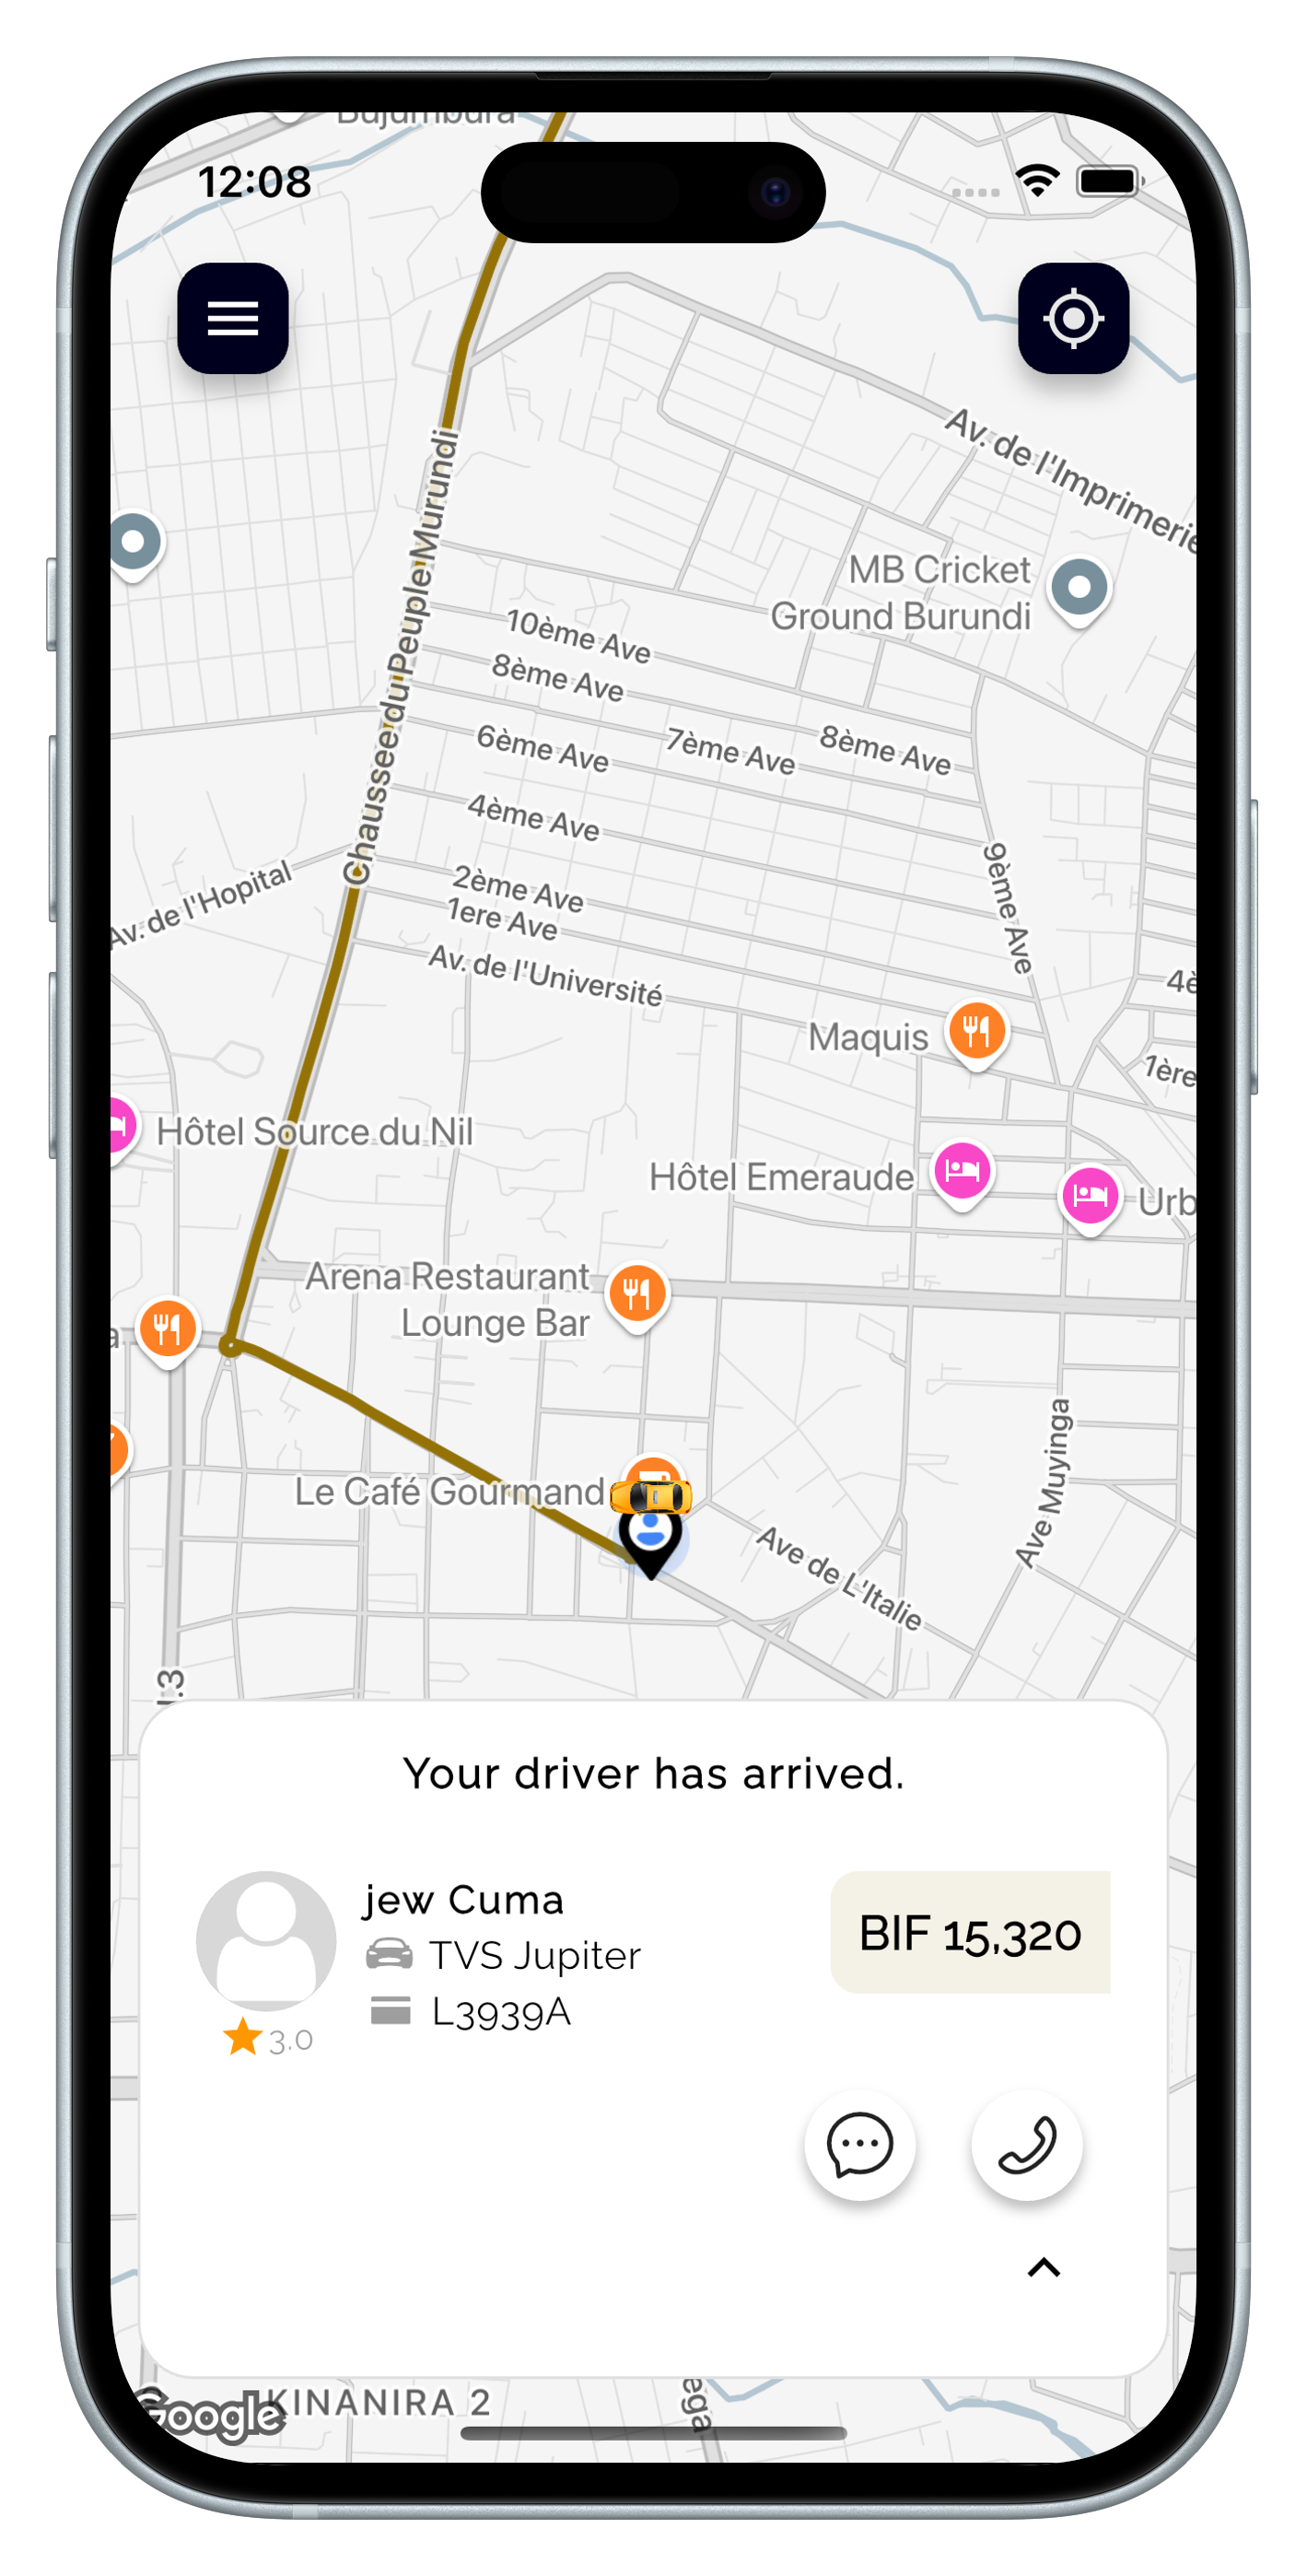 Bujumbura
12:08
Av. de l'Imprimerie
Chaussee du Peuple Murundi
MB Cricket
Ground Burundi
10ème Ave
8ème Ave
6ème Ave
7ème Ave
8ème Ave
4ème Ave
9ème Ave
2ème Ave
1ere Ave
Av. de l'Hopital
Av. de l'Université
4è
Maquis
1ère
Hôtel Source du Nil
Hôtel Emeraude
Urb
Arena Restaurant
Lounge Bar
a
Le Café Gourmand
Ave Muyinga
Ave de L'Italie
Your driver has arrived.
jew Cuma
TVS Jupiter
L3939A
BIF 15,320
3.0
Google
KINANIRA 2
ega